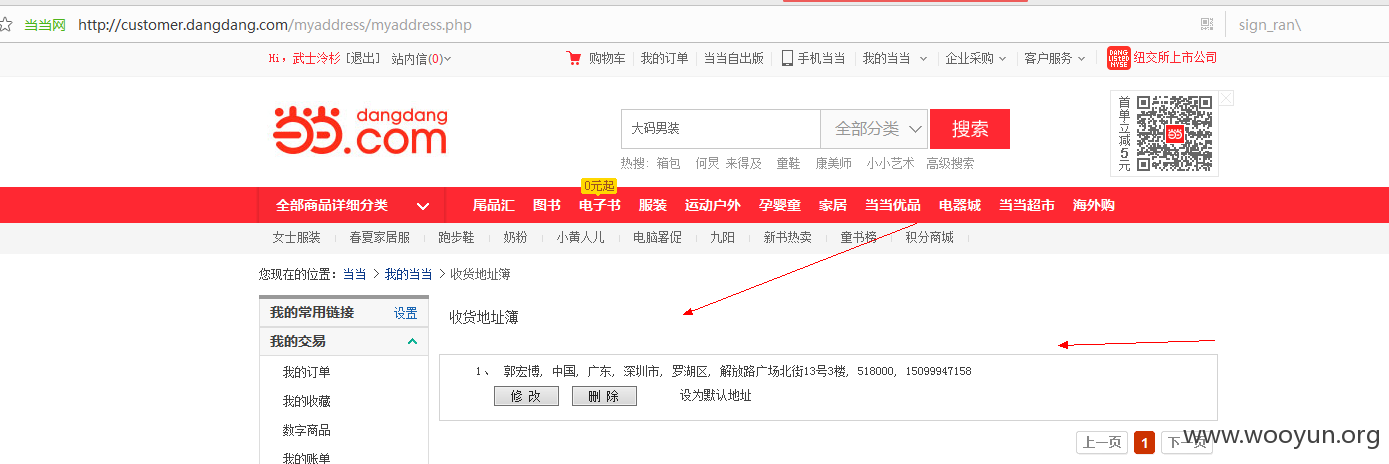 当当网 http://customer.dangdang.com/myaddress/myaddress.php sign_ran\
Hi，武士冷杉 [退出] 站内信(0) 购物车 我的订单 当当自出版 手机当当 我的当当 企业采购 客户服务 DANG LISTED NYSE 纽交所上市公司
当当 dangdang .com
大码男装 全部分类 搜索
首单立减5元
热搜: 箱包 何炅 来得及 童鞋 康美师 小小艺术 高级搜索
0元起
全部商品详细分类 尾品汇 图书 电子书 服装 运动户外 孕婴童 家居 当当优品 电器城 当当超市 海外购
女士服装 春夏家居服 跑步鞋 奶粉 小黄人儿 电脑署促 九阳 新书热卖 童书榜 积分商城
您现在的位置: 当当 > 我的当当 > 收货地址簿
我的常用链接 设置
我的交易
我的订单
我的收藏
数字商品
我的账单
收货地址簿
1、 郭宏博, 中国, 广东, 深圳市, 罗湖区, 解放路广场北街13号3楼, 518000, 15099947158
修 改 删 除 设为默认地址
上一页 1 下一页
www.wooyun.org